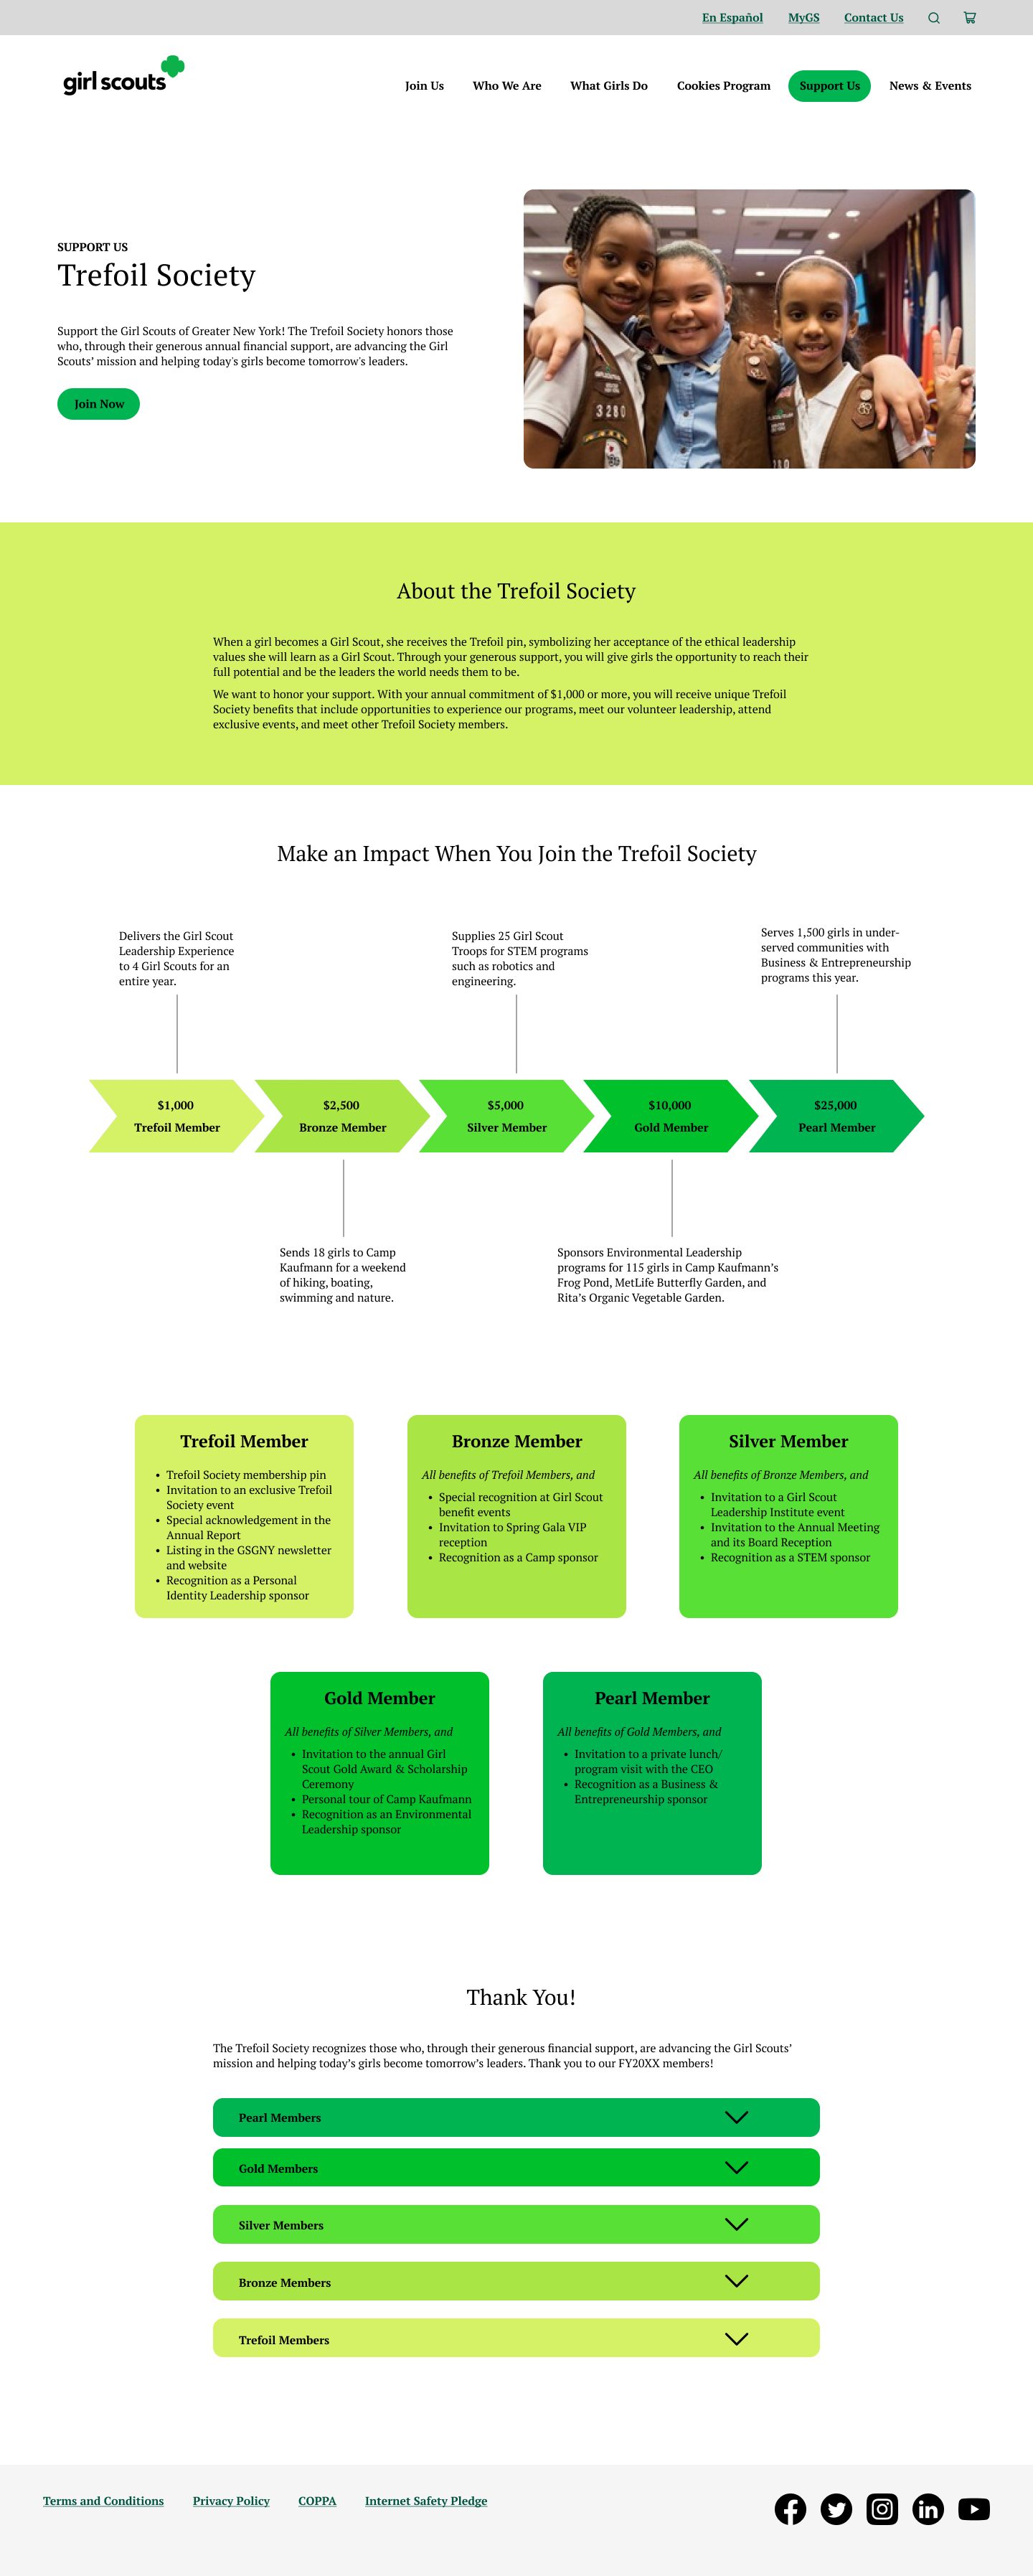 En Español MyGS Contact Us
girl scouts
Join Us Who We Are What Girls Do Cookies Program Support Us News & Events
SUPPORT US
Trefoil Society
Support the Girl Scouts of Greater New York! The Trefoil Society honors those
who, through their generous annual financial support, are advancing the Girl
Scouts’ mission and helping today's girls become tomorrow's leaders.
Join Now
3280
About the Trefoil Society
When a girl becomes a Girl Scout, she receives the Trefoil pin, symbolizing her acceptance of the ethical leadership
values she will learn as a Girl Scout. Through your generous support, you will give girls the opportunity to reach their
full potential and be the leaders the world needs them to be.
We want to honor your support. With your annual commitment of $1,000 or more, you will receive unique Trefoil
Society benefits that include opportunities to experience our programs, meet our volunteer leadership, attend
exclusive events, and meet other Trefoil Society members.
Make an Impact When You Join the Trefoil Society
Delivers the Girl Scout
Leadership Experience
to 4 Girl Scouts for an
entire year.
Supplies 25 Girl Scout
Troops for STEM programs
such as robotics and
engineering.
Serves 1,500 girls in under-
served communities with
Business & Entrepreneurship
programs this year.
$1,000
Trefoil Member
$2,500
Bronze Member
$5,000
Silver Member
$10,000
Gold Member
$25,000
Pearl Member
Sends 18 girls to Camp
Kaufmann for a weekend
of hiking, boating,
swimming and nature.
Sponsors Environmental Leadership
programs for 115 girls in Camp Kaufmann’s
Frog Pond, MetLife Butterfly Garden, and
Rita’s Organic Vegetable Garden.
Trefoil Member
• Trefoil Society membership pin
• Invitation to an exclusive Trefoil
Society event
• Special acknowledgement in the
Annual Report
• Listing in the GSGNY newsletter
and website
• Recognition as a Personal
Identity Leadership sponsor
Bronze Member
All benefits of Trefoil Members, and
• Special recognition at Girl Scout
benefit events
• Invitation to Spring Gala VIP
reception
• Recognition as a Camp sponsor
Silver Member
All benefits of Bronze Members, and
• Invitation to a Girl Scout
Leadership Institute event
• Invitation to the Annual Meeting
and its Board Reception
• Recognition as a STEM sponsor
Gold Member
All benefits of Silver Members, and
• Invitation to the annual Girl
Scout Gold Award & Scholarship
Ceremony
• Personal tour of Camp Kaufmann
• Recognition as an Environmental
Leadership sponsor
Pearl Member
All benefits of Gold Members, and
• Invitation to a private lunch/
program visit with the CEO
• Recognition as a Business &
Entrepreneurship sponsor
Thank You!
The Trefoil Society recognizes those who, through their generous financial support, are advancing the Girl Scouts’
mission and helping today’s girls become tomorrow’s leaders. Thank you to our FY20XX members!
Pearl Members
Gold Members
Silver Members
Bronze Members
Trefoil Members
Terms and Conditions Privacy Policy COPPA Internet Safety Pledge